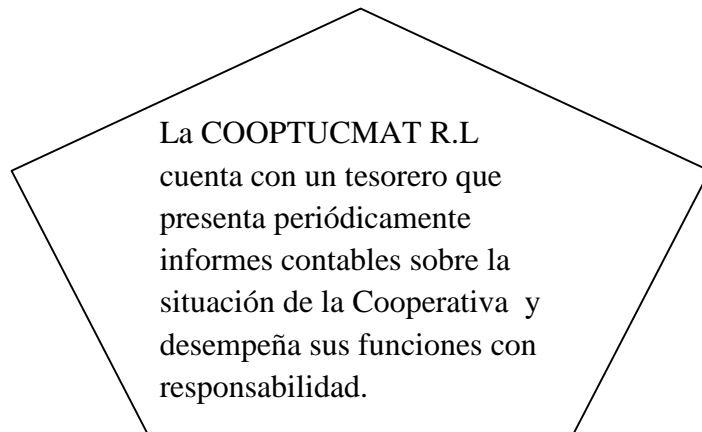 La COOPTUCMAT R.L
cuenta con un tesorero que
presenta periódicamente
informes contables sobre la
situación de la Cooperativa  y
desempeña sus funciones con
responsabilidad.